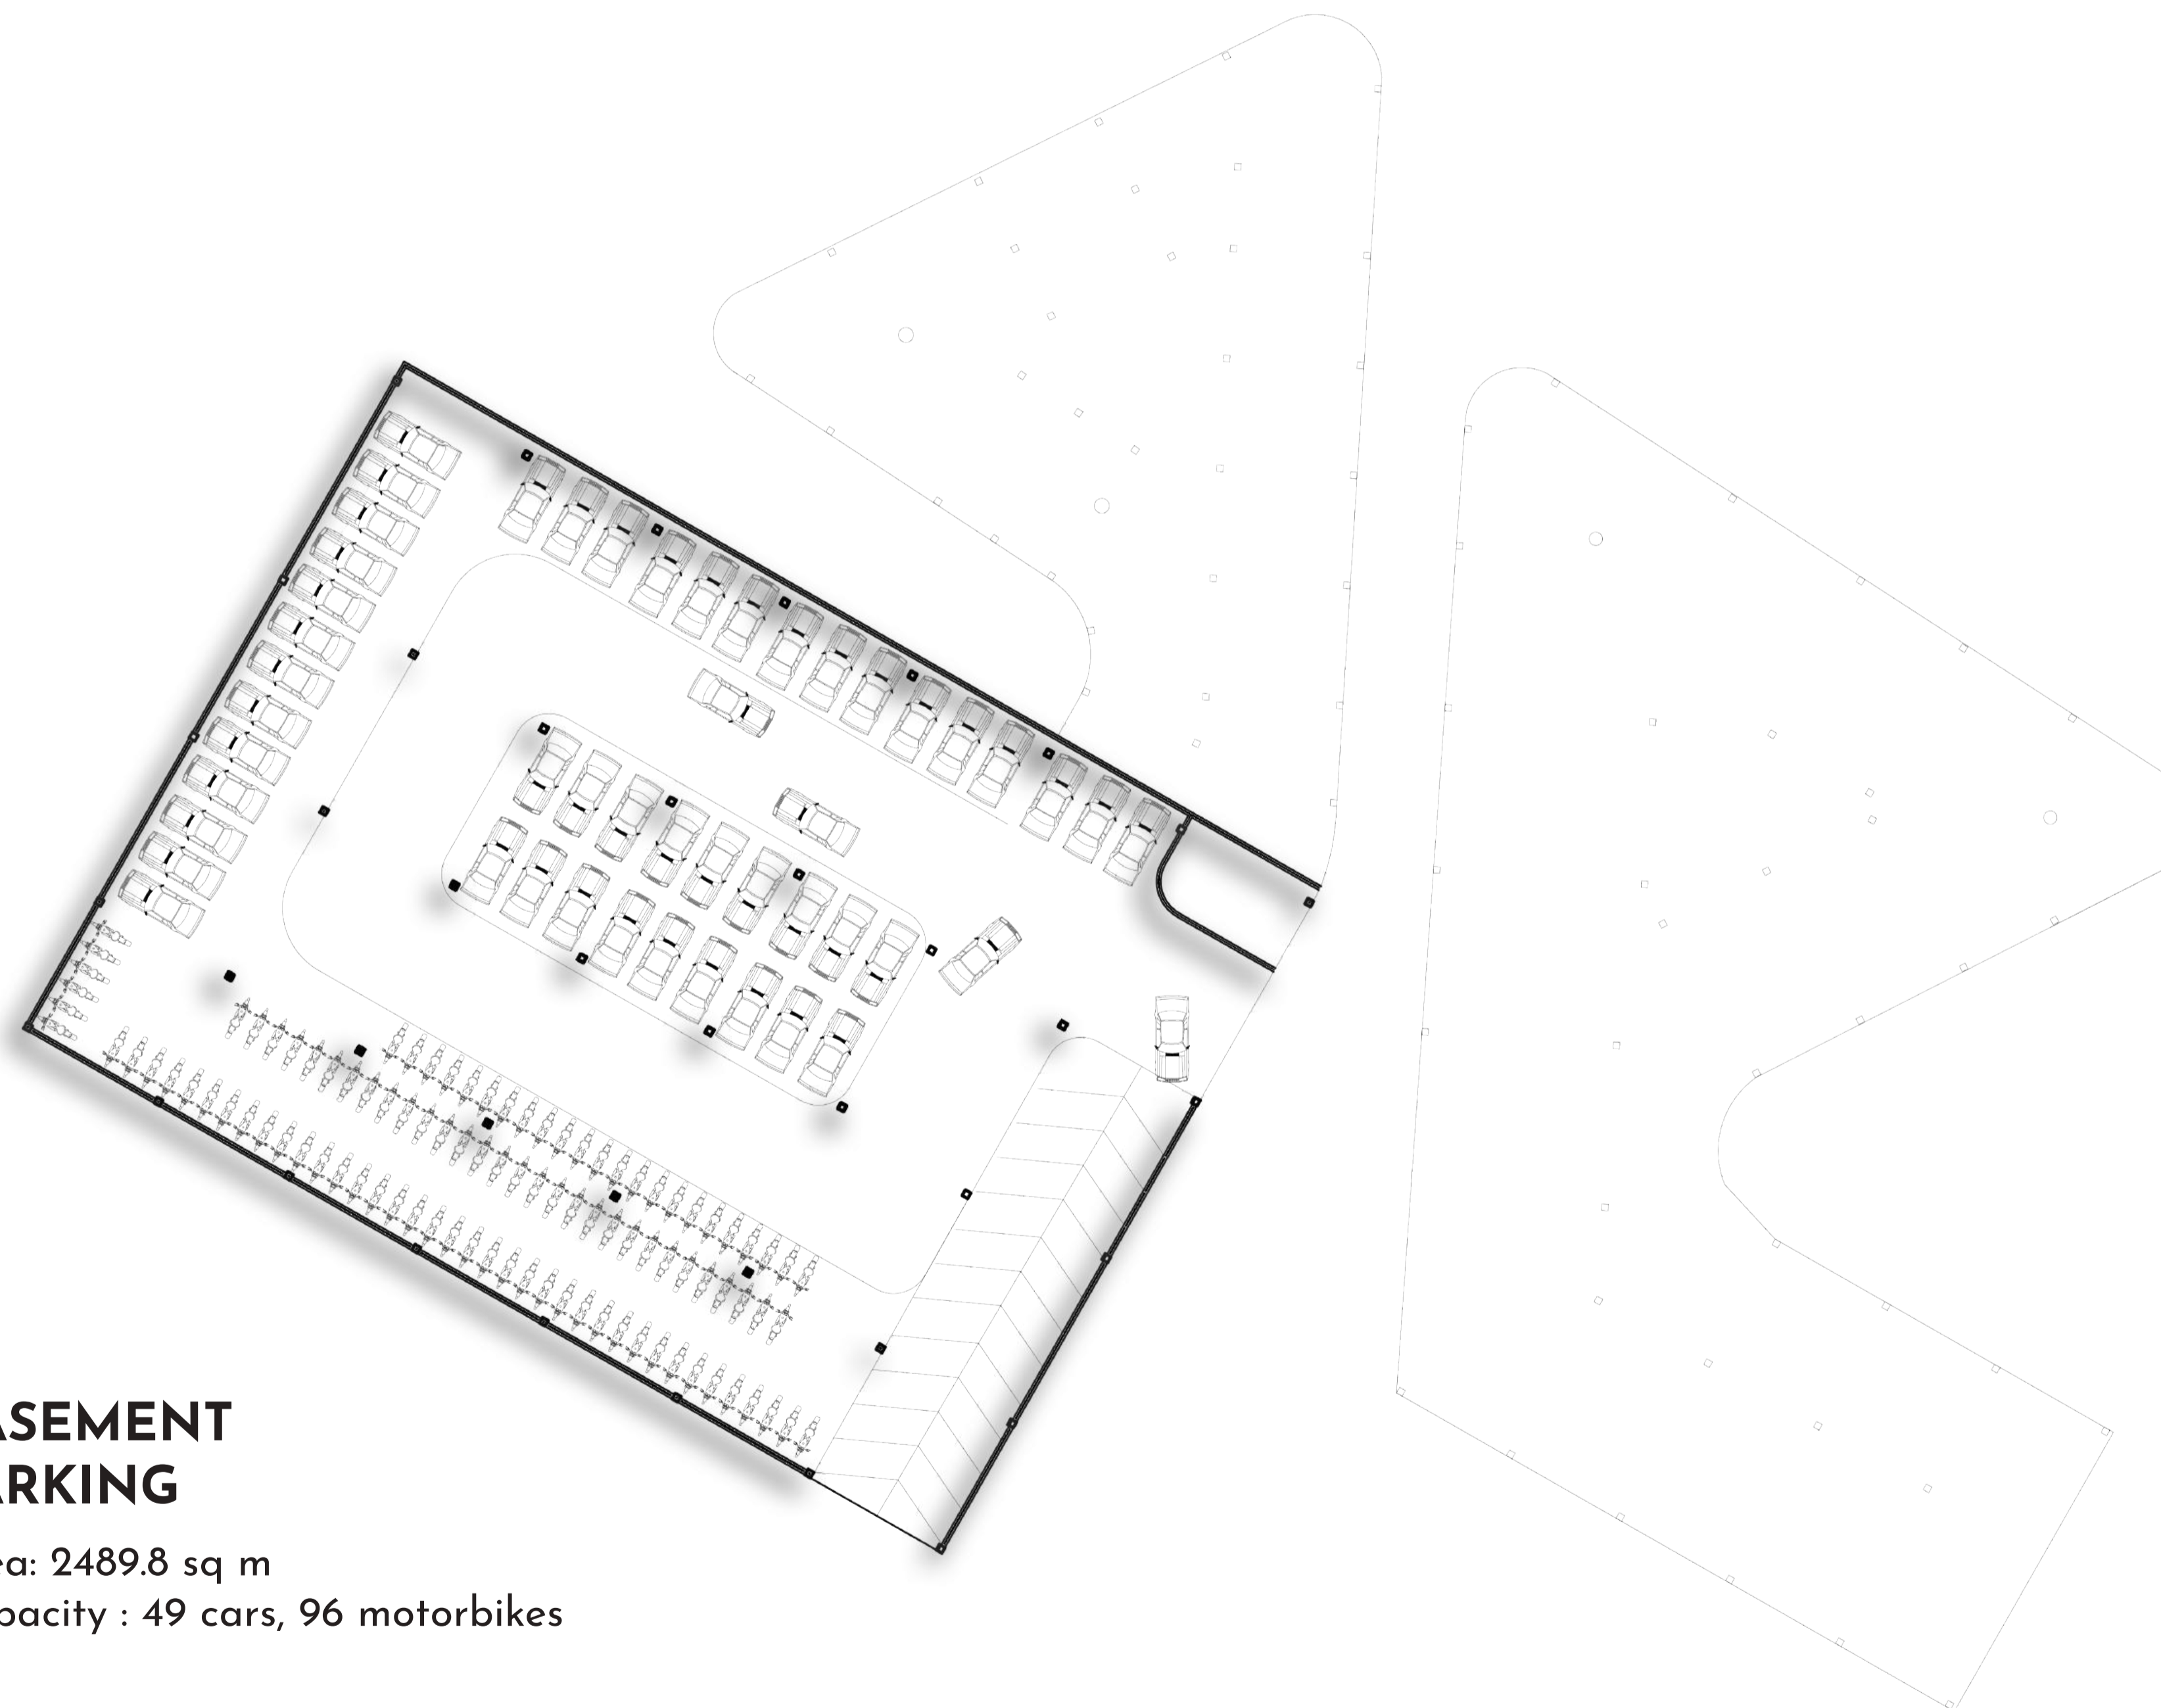 ASEMENT
ARKING
ea: 2489.8 sq m
pacity : 49 cars, 96 motorbikes